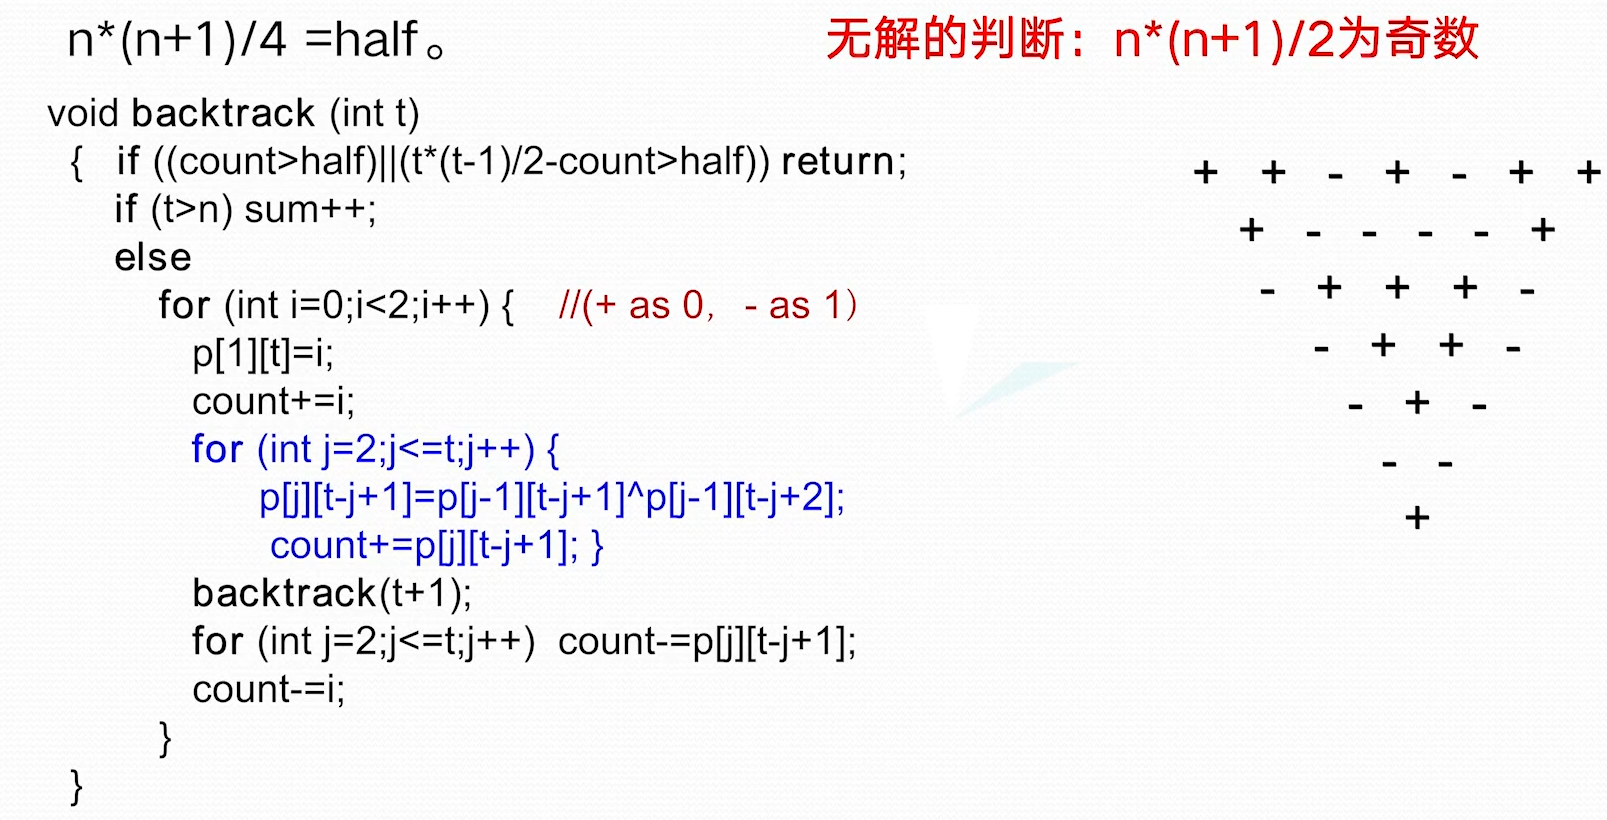 n*(n+1)/4 =half。
无解的判断：n*(n+1)/2为奇数
void backtrack (int t)
{ if ((count>half)||(t*(t-1)/2-count>half)) return;
if (t>n) sum++;
else
for (int i=0;i<2;i++) { //(+ as 0，- as 1）
p[1][t]=i;
count+=i;
for (int j=2;j<=t;j++) {
p[j][t-j+1]=p[j-1][t-j+1]^p[j-1][t-j+2];
count+=p[j][t-j+1]; }
backtrack(t+1);
for (int j=2;j<=t;j++) count-=p[j][t-j+1];
count-=i;
}
}
+ + - + - + +
+ - - - - +
- + + + -
- + + -
- + -
- -
+